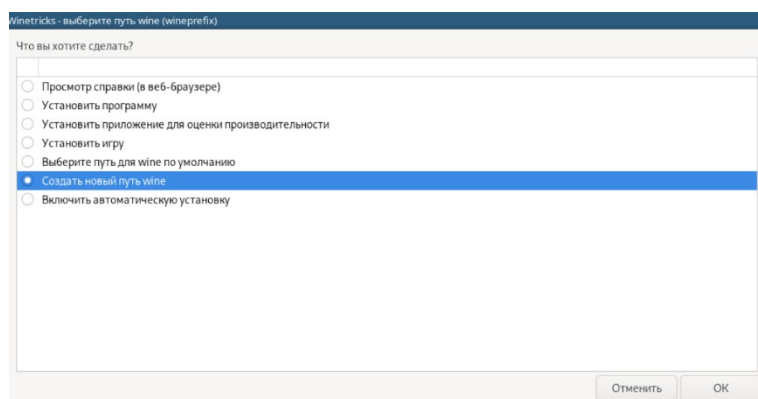 Winetricks - выберите путь wine (wineprefix)
Что вы хотите сделать?
Просмотр справки (в веб-браузере)
Установить программу
Установить приложение для оценки производительности
Установить игру
Выберите путь для wine по умолчанию
Создать новый путь wine
Включить автоматическую установку
Отменить
OK